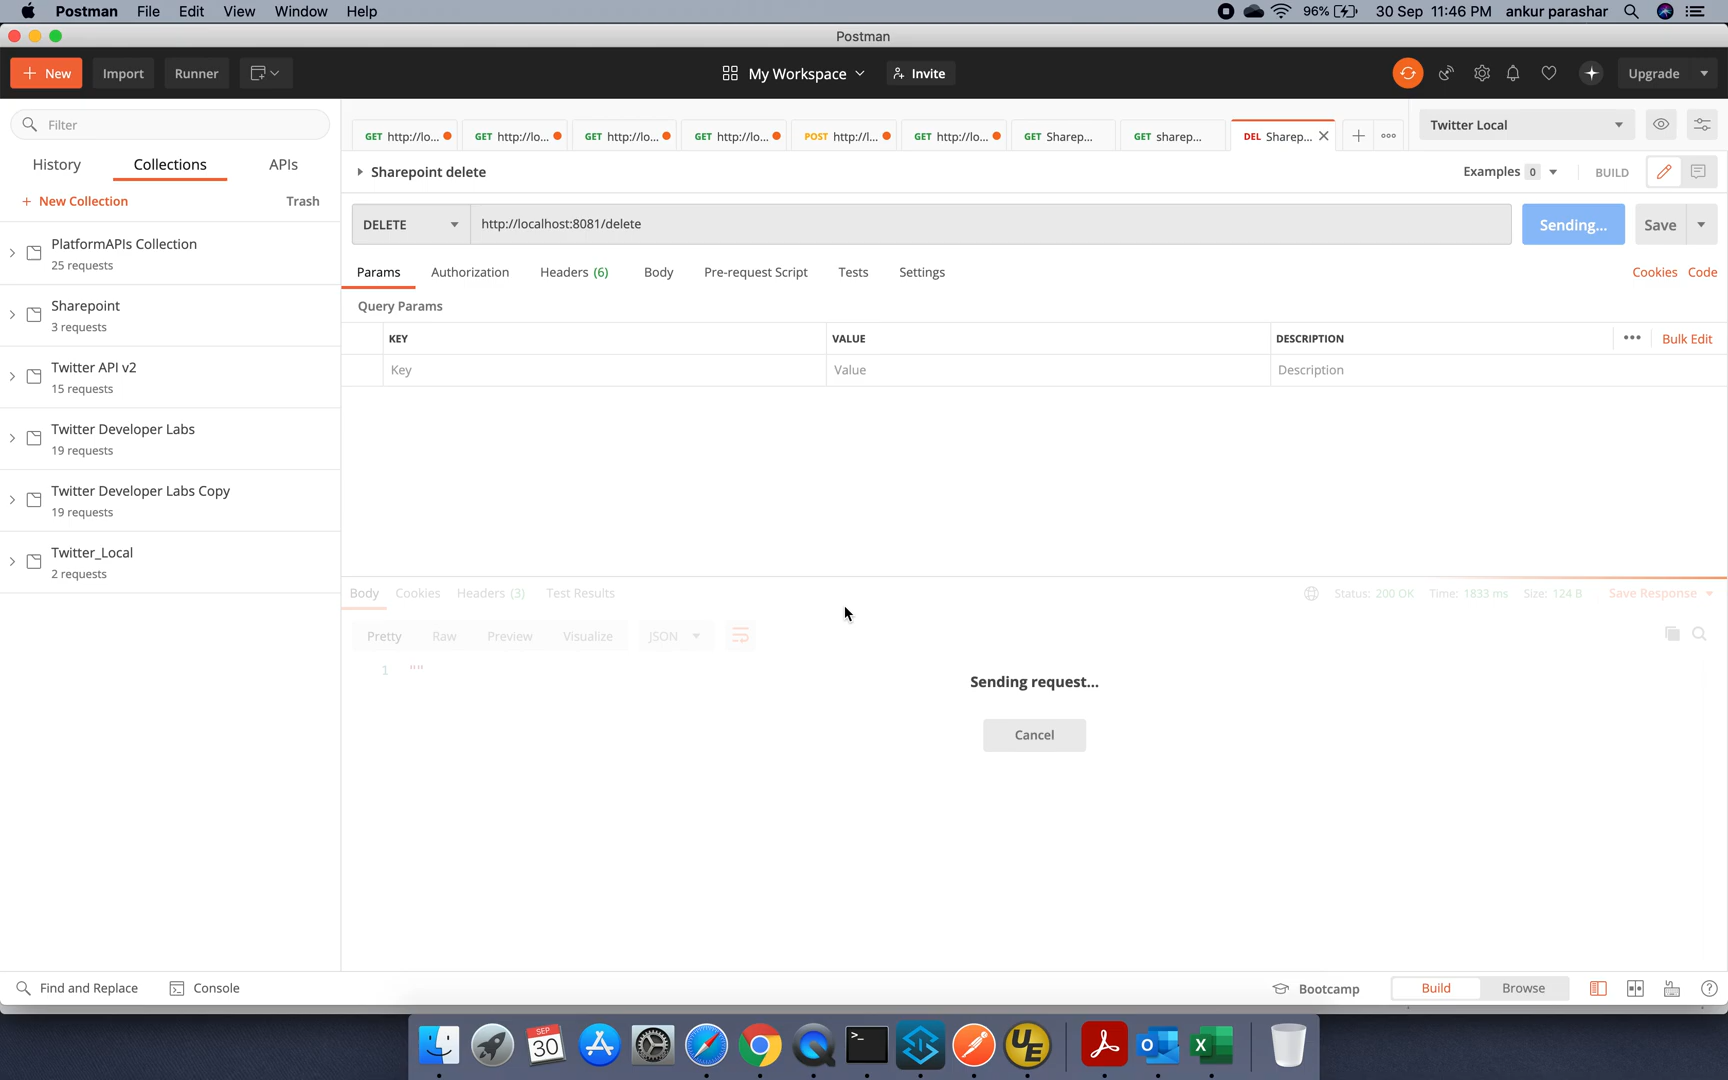 Postman File Edit View Window Help 96% 30 Sep 11:46 PM ankur parashar
Postman
+ New Import Runner My Workspace Invite Upgrade
Filter
GET http://lo... GET http://lo... GET http://lo... GET http://lo... POST http://l... GET http://lo... GET Sharep... GET sharep... DEL Sharep... Twitter Local
History Collections APIs
Sharepoint delete Examples 0 BUILD
+ New Collection Trash
DELETE http://localhost:8081/delete Sending... Save
PlatformAPIs Collection
25 requests
Params Authorization Headers (6) Body Pre-request Script Tests Settings Cookies Code
Sharepoint
3 requests
Query Params
KEY VALUE DESCRIPTION ••• Bulk Edit
Key Value Description
Twitter API v2
15 requests
Twitter Developer Labs
19 requests
Twitter Developer Labs Copy
19 requests
Twitter_Local
2 requests
Body Cookies Headers (3) Test Results Status: 200 OK Time: 1833 ms Size: 124 B Save Response
Pretty Raw Preview Visualize JSON
1 ""
Sending request...
Cancel
Find and Replace Console Bootcamp Build Browse
SEP
30
UE